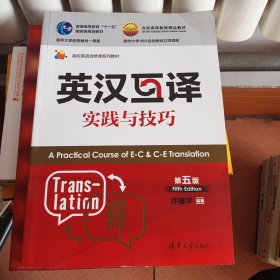 普通高等教育“十一五”
国家级规划教材
北京高等教育精品教材
清华大学优秀教材一等奖
清华大学985名优教材立项资助
高校英语选修课系列教材
英汉互译
实践与技巧
A Practical Course of E-C & C-E Translation
第五版
Fifth Edition
许建平 编著
Trans-
lation
译
清华大学出版社